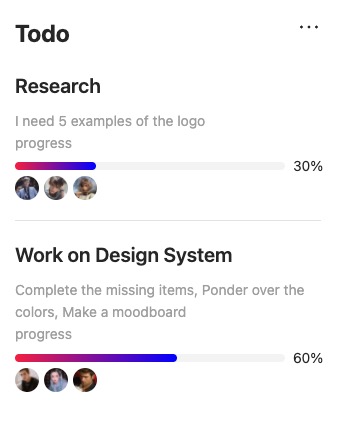 Todo
Research
I need 5 examples of the logo
progress
30%
Work on Design System
Complete the missing items, Ponder over the
colors, Make a moodboard
progress
60%